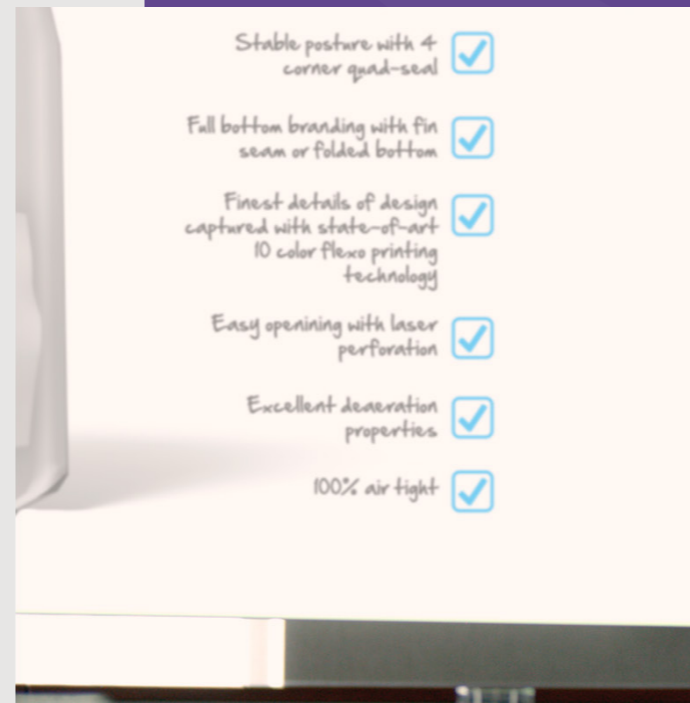 Stable posture with 4
corner quad-seal
Full bottom branding with fin
seam or folded bottom
Finest details of design
captured with state-of-art
10 color flexo printing
technology
Easy openining with laser
perforation
Excellent deaeration
properties
100% air tight